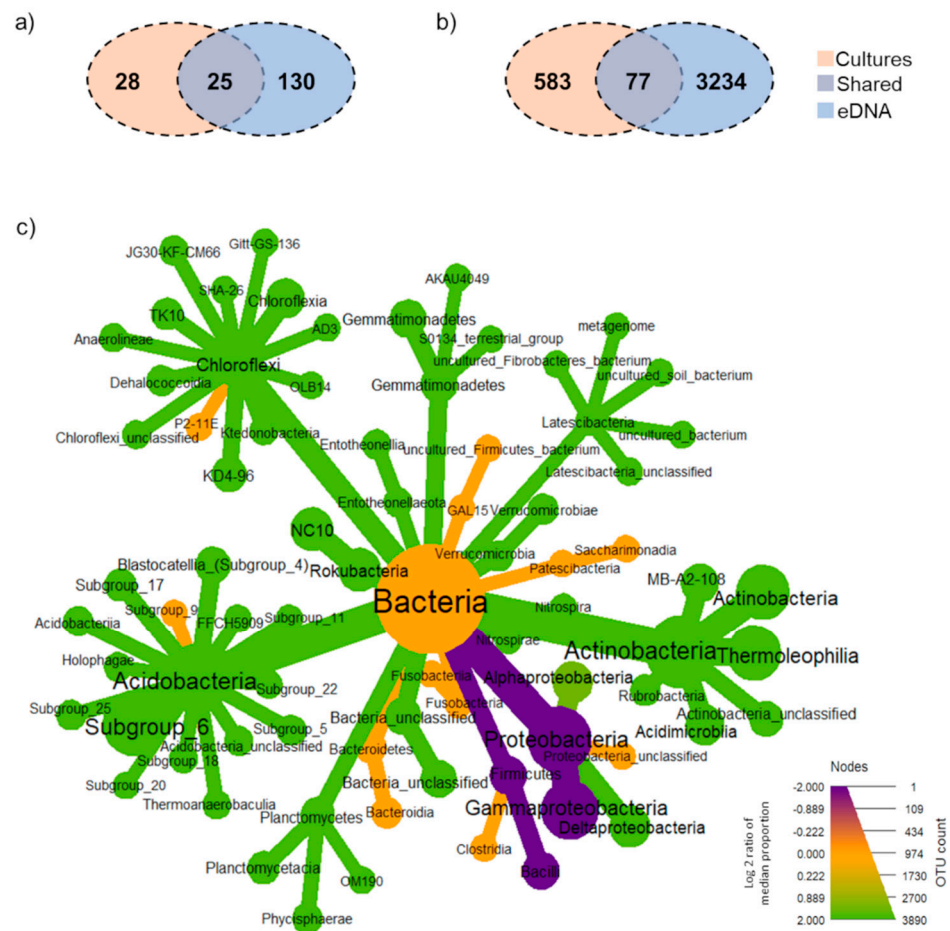 a)
28
25
130
b)
583
77
3234
Cultures
Shared
eDNA
c)
JG30-KF-CM66
Gitt-GS-136
SHA-26
Chloroflexia
TK10
AD3
Anaerolineae
Chloroflexi
Dehalococcoidia
OLB14
P2-11E
Chloroflexi_unclassified
Ktedonobacteria
KD4-96
AKAU4049
Gemmatimonadetes
S0134_terrestrial_group
uncultured_Fibrobacteres_bacterium
Gemmatimonadetes
metagenome
uncultured_soil_bacterium
Latescibacteria
uncultured_bacterium
Latescibacteria_unclassified
Entotheonellia
uncultured_Firmicutes_bacterium
Entotheonellaeota
GAL15
Verrucomicrobiae
NC10
Verrucomicrobia
Saccharimonadia
Rokubacteria
Patescibacteria
Bacteria
Nitrospira
Nitrospirae
MB-A2-108
Actinobacteria
Actinobacteria
Thermoleophilia
Rubrobacteria
Actinobacteria_unclassified
Acidimicrobiia
Blastocatellia_(Subgroup_4)
Subgroup_17
Subgroup_9
Acidobacteriia
FFCH5909
Subgroup_11
Holophagae
Acidobacteria
Subgroup_22
Subgroup_25
Subgroup_6
Subgroup_5
Acidobacteria_unclassified
Subgroup_18
Subgroup_20
Thermoanaerobaculia
Fusobacteriia
Fusobacteria
Alphaproteobacteria
Bacteria_unclassified
Bacteroidetes
Proteobacteria
Proteobacteria_unclassified
Bacteria_unclassified
Firmicutes
Gammaproteobacteria
Deltaproteobacteria
Planctomycetes
Bacteroidia
Clostridia
Bacilli
Planctomycetacia
OM190
Phycisphaerae
Nodes
-2.000 1
-0.889 109
-0.222 434
0.000 974
0.222 1730
0.889 2700
2.000 3890
Log 2 ratio of
median proportion
OTU count